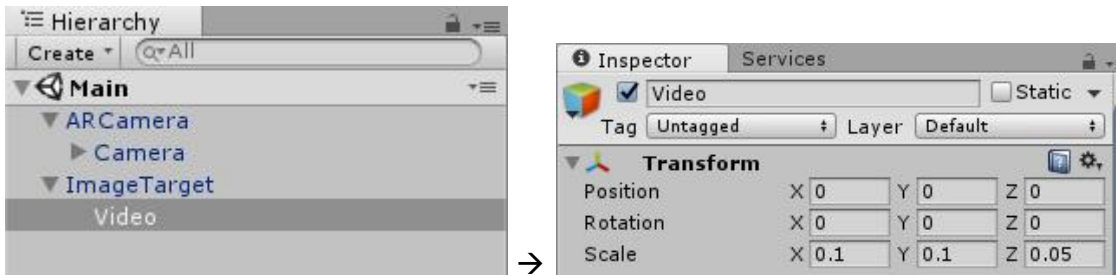 Hierarchy
Create All
Main
ARCamera
Camera
ImageTarget
Video
→
Inspector Services
Video Static
Tag Untagged Layer Default
Transform
Position X 0 Y 0 Z 0
Rotation X 0 Y 0 Z 0
Scale X 0.1 Y 0.1 Z 0.05